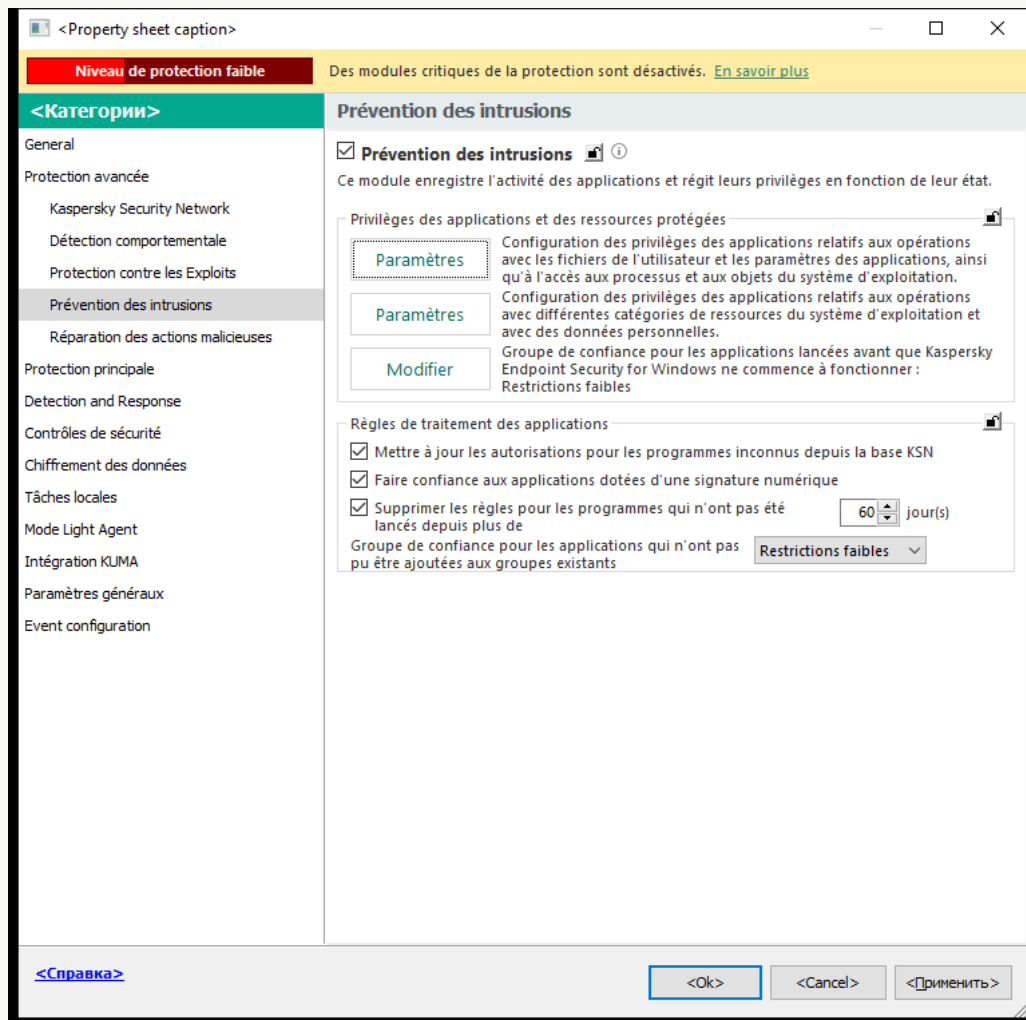 <Property sheet caption>
Niveau de protection faible
Des modules critiques de la protection sont désactivés. En savoir plus
<Категории>
General
Protection avancée
Kaspersky Security Network
Détection comportementale
Protection contre les Exploits
Prévention des intrusions
Réparation des actions malicieuses
Protection principale
Detection and Response
Contrôles de sécurité
Chiffrement des données
Tâches locales
Mode Light Agent
Intégration KUMA
Paramètres généraux
Event configuration
Prévention des intrusions
Prévention des intrusions
Ce module enregistre l'activité des applications et régit leurs privilèges en fonction de leur état.
Privilèges des applications et des ressources protégées
Paramètres
Configuration des privilèges des applications relatifs aux opérations
avec les fichiers de l'utilisateur et les paramètres des applications, ainsi
qu'à l'accès aux processus et aux objets du système d'exploitation.
Paramètres
Configuration des privilèges des applications relatifs aux opérations
avec différentes catégories de ressources du système d'exploitation et
avec des données personnelles.
Modifier
Groupe de confiance pour les applications lancées avant que Kaspersky
Endpoint Security for Windows ne commence à fonctionner :
Restrictions faibles
Règles de traitement des applications
Mettre à jour les autorisations pour les programmes inconnus depuis la base KSN
Faire confiance aux applications dotées d'une signature numérique
Supprimer les règles pour les programmes qui n'ont pas été
lancés depuis plus de
60 jour(s)
Groupe de confiance pour les applications qui n'ont pas
pu être ajoutées aux groupes existants
Restrictions faibles
<Справка>
<Ok>
<Cancel>
<Применить>